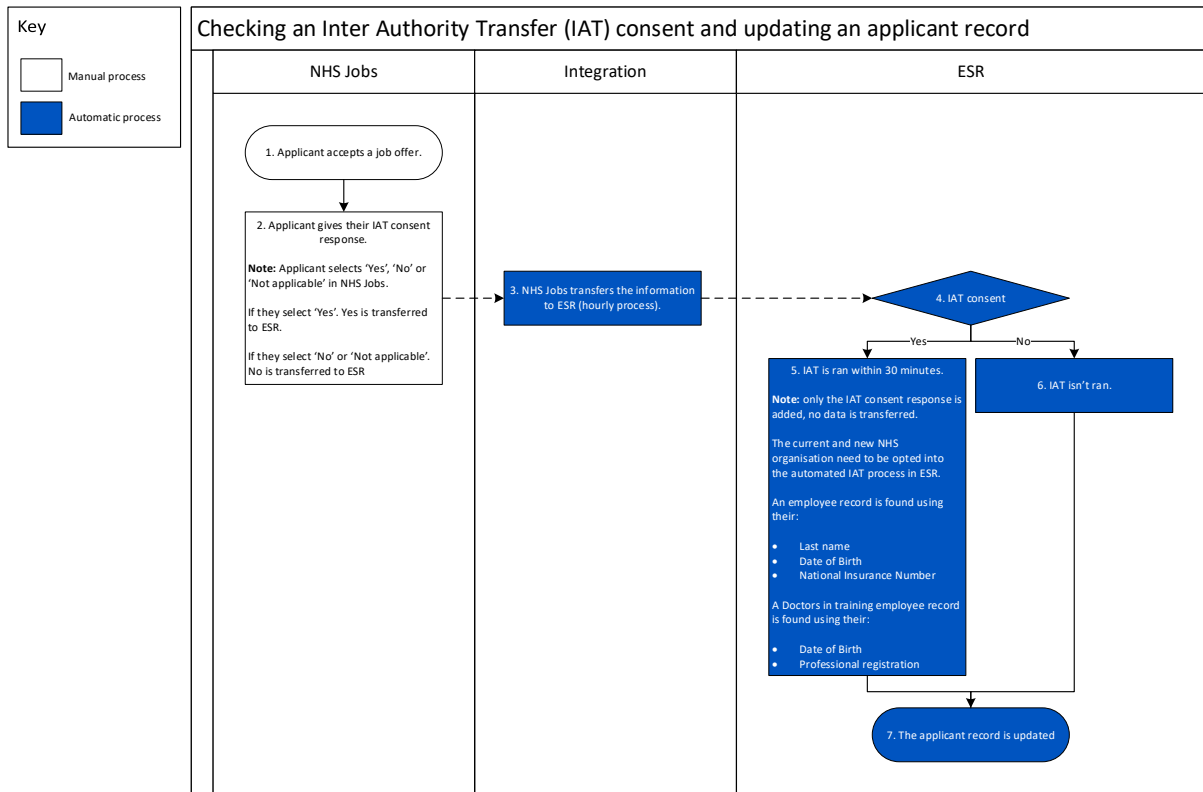 Key
Manual process
Automatic process
Checking an Inter Authority Transfer (IAT) consent and updating an applicant record
NHS Jobs
Integration
ESR
1. Applicant accepts a job offer.
2. Applicant gives their IAT consent
response.
Note: Applicant selects ‘Yes’, ‘No’ or
‘Not applicable’ in NHS Jobs.
If they select ‘Yes’. Yes is transferred
to ESR.
If they select ‘No’ or ‘Not applicable’.
No is transferred to ESR
3. NHS Jobs transfers the information
to ESR (hourly process).
4. IAT consent
Yes
No
5. IAT is ran within 30 minutes.
Note: only the IAT consent response is
added, no data is transferred.
The current and new NHS
organisation need to be opted into
the automated IAT process in ESR.
An employee record is found using
their:
• Last name
• Date of Birth
• National Insurance Number
A Doctors in training employee record
is found using their:
• Date of Birth
• Professional registration
6. IAT isn’t ran.
7. The applicant record is updated